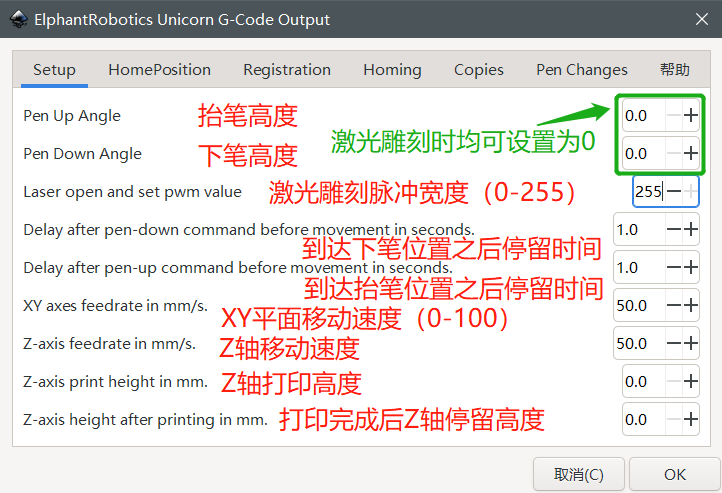 ElphantRobotics Unicorn G-Code Output
Setup HomePosition Registration Homing Copies Pen Changes 帮助
Pen Up Angle 抬笔高度 0.0
激光雕刻时均可设置为0
Pen Down Angle 下笔高度 0.0
Laser open and set pwm value 激光雕刻脉冲宽度（0-255） 255
Delay after pen-down command before movement in seconds. 1.0
到达下笔位置之后停留时间
Delay after pen-up command before movement in seconds. 1.0
到达抬笔位置之后停留时间
XY axes feedrate in mm/s. 50.0
XY平面移动速度（0-100）
Z-axis feedrate in mm/s. Z轴移动速度 50.0
Z-axis print height in mm. Z轴打印高度 0.0
Z-axis height after printing in mm. 打印完成后Z轴停留高度 0.0
取消(C) OK